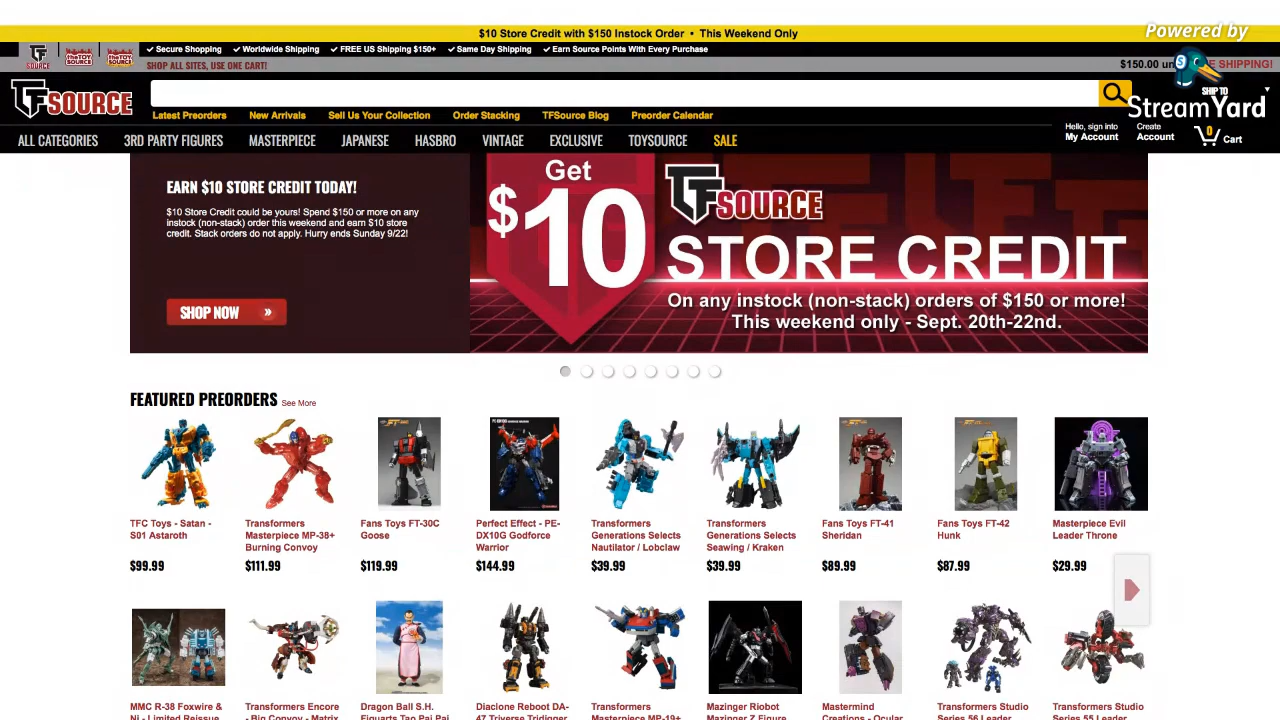 $10 Store Credit with $150 Instock Order • This Weekend Only
Powered by
Secure Shopping Worldwide Shipping FREE US Shipping $150+ Same Day Shipping Earn Source Points With Every Purchase
SHOP ALL SITES, USE ONE CART!
$150.00 SHIPPING!
TF SOURCE
SHIP TO
StreamYard
Latest Preorders New Arrivals Sell Us Your Collection Order Stacking TFSource Blog Preorder Calendar
Hello, sign into
My Account
Create
Account
0
Cart
ALL CATEGORIES 3RD PARTY FIGURES MASTERPIECE JAPANESE HASBRO VINTAGE EXCLUSIVE TOYSOURCE SALE
EARN $10 STORE CREDIT TODAY!
$10 Store Credit could be yours! Spend $150 or more on any
instock (non-stack) order this weekend and earn $10 store
credit. Stack orders do not apply. Hurry ends Sunday 9/22!
SHOP NOW »
Get
$10
TF SOURCE
STORE CREDIT
On any instock (non-stack) orders of $150 or more!
This weekend only - Sept. 20th-22nd.
FEATURED PREORDERS See More
TFC Toys - Satan -
S01 Astaroth
$99.99
Transformers
Masterpiece MP-38+
Burning Convoy
$111.99
Fans Toys FT-30C
Goose
$119.99
Perfect Effect - PE-
DX10G Godforce
Warrior
$144.99
Transformers
Generations Selects
Nautilator / Lobclaw
$39.99
Transformers
Generations Selects
Seawing / Kraken
$39.99
Fans Toys FT-41
Sheridan
$89.99
Fans Toys FT-42
Hunk
$87.99
Masterpiece Evil
Leader Throne
$29.99
MMC R-38 Foxwire &
Ni - Limited Reissue
Transformers Encore
- Big Convoy - Matrix
Dragon Ball S.H.
Figuarts Tao Pai Pai
Diaclone Reboot DA-
47 Triverse Tridigger
Transformers
Masterpiece MP-19+
Mazinger Riobot
Mazinger Z Figure
Mastermind
Creations - Ocular
Transformers Studio
Series 56 Leader
Transformers Studio
Series 55 Leader